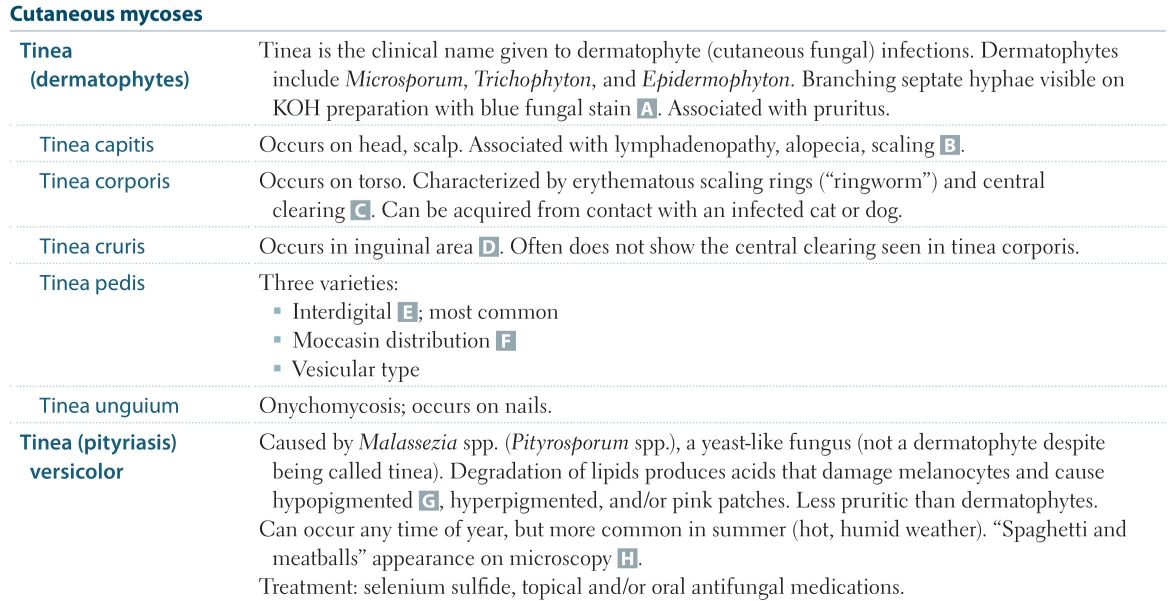 Cutaneous mycoses
Tinea (dermatophytes)
Tinea is the clinical name given to dermatophyte (cutaneous fungal) infections. Dermatophytes
include Microsporum, Trichophyton, and Epidermophyton. Branching septate hyphae visible on
KOH preparation with blue fungal stain A. Associated with pruritus.
Tinea capitis
Occurs on head, scalp. Associated with lymphadenopathy, alopecia, scaling B.
Tinea corporis
Occurs on torso. Characterized by erythematous scaling rings (“ringworm”) and central
clearing C. Can be acquired from contact with an infected cat or dog.
Tinea cruris
Occurs in inguinal area D. Often does not show the central clearing seen in tinea corporis.
Tinea pedis
Three varieties:
▪ Interdigital E; most common
▪ Moccasin distribution F
▪ Vesicular type
Tinea unguium
Onychomycosis; occurs on nails.
Tinea (pityriasis)
versicolor
Caused by Malassezia spp. (Pityrosporum spp.), a yeast-like fungus (not a dermatophyte despite
being called tinea). Degradation of lipids produces acids that damage melanocytes and cause
hypopigmented G, hyperpigmented, and/or pink patches. Less pruritic than dermatophytes.
Can occur any time of year, but more common in summer (hot, humid weather). “Spaghetti and
meatballs” appearance on microscopy H.
Treatment: selenium sulfide, topical and/or oral antifungal medications.